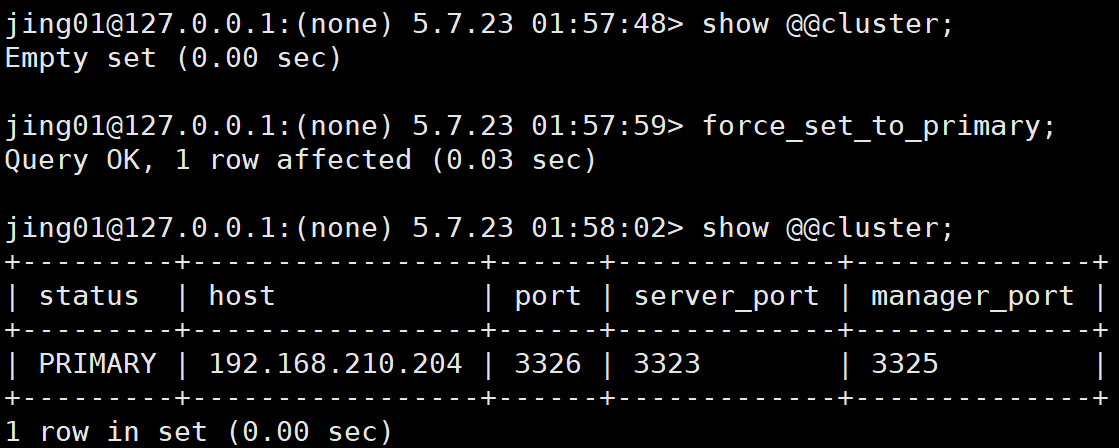 jing01@127.0.0.1:(none) 5.7.23 01:57:48> show @@cluster;
Empty set (0.00 sec)
jing01@127.0.0.1:(none) 5.7.23 01:57:59> force_set_to_primary;
Query OK, 1 row affected (0.03 sec)
jing01@127.0.0.1:(none) 5.7.23 01:58:02> show @@cluster;
+---------+-----------------+------+-------------+--------------+
| status  | host            | port | server_port | manager_port |
+---------+-----------------+------+-------------+--------------+
| PRIMARY | 192.168.210.204 | 3326 | 3323        | 3325         |
+---------+-----------------+------+-------------+--------------+
1 row in set (0.00 sec)